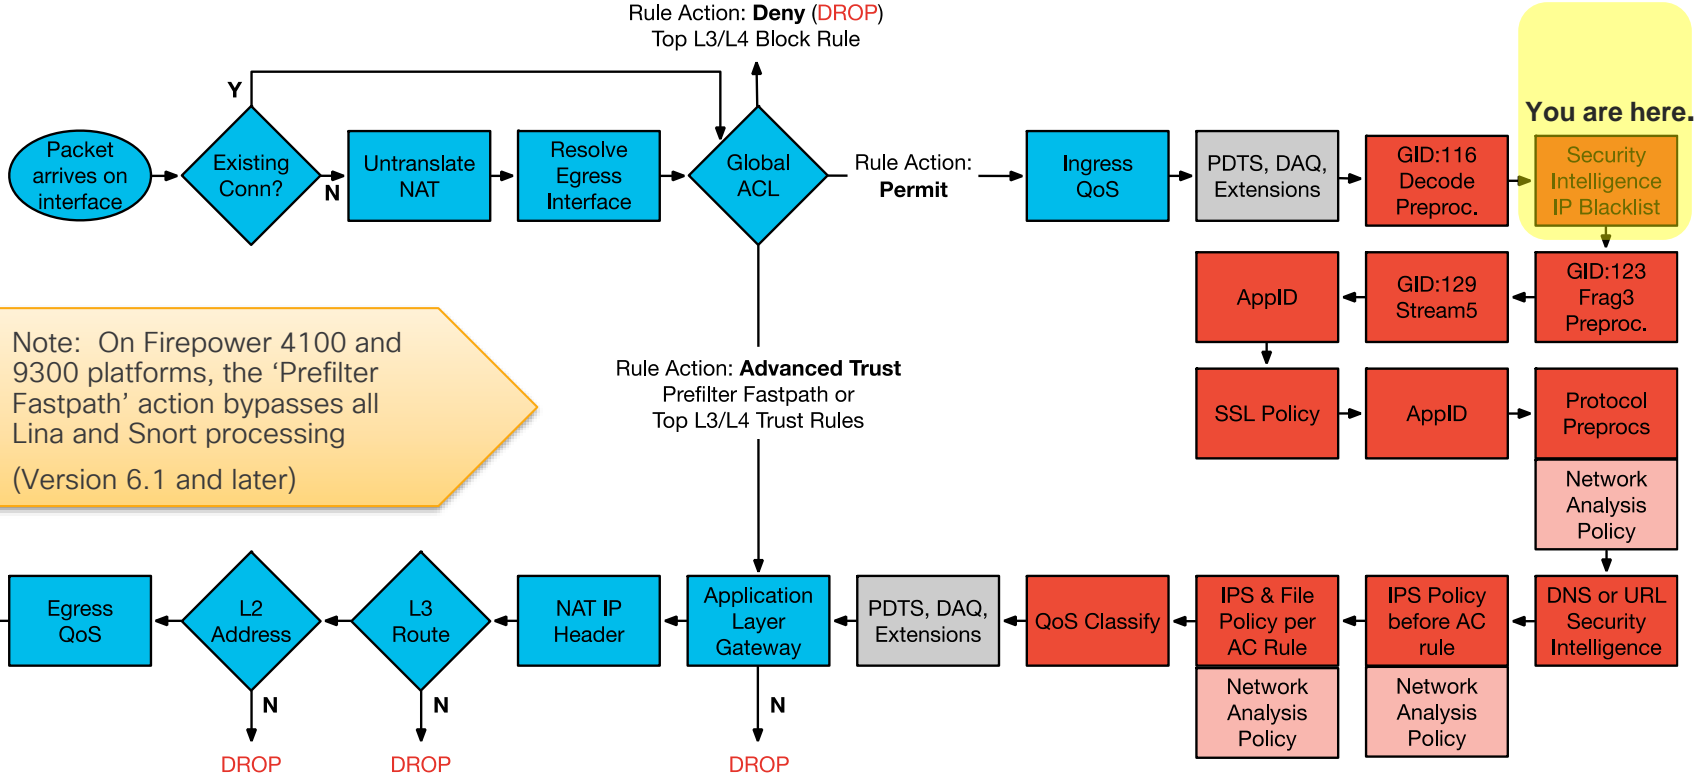 Rule Action: Deny (DROP)
Top L3/L4 Block Rule
You are here.
Y
Packet
arrives on
interface
Existing
Conn?
N
Untranslate
NAT
Resolve
Egress
Interface
Global
ACL
Rule Action:
Permit
Ingress
QoS
PDTS, DAQ,
Extensions
GID:116
Decode
Preproc.
Security
Intelligence
IP Blacklist
AppID
GID:129
Stream5
GID:123
Frag3
Preproc.
Note: On Firepower 4100 and
9300 platforms, the ‘Prefilter
Fastpath’ action bypasses all
Lina and Snort processing
(Version 6.1 and later)
Rule Action: Advanced Trust
Prefilter Fastpath or
Top L3/L4 Trust Rules
SSL Policy
AppID
Protocol
Preprocs
Network
Analysis
Policy
Egress
QoS
L2
Address
L3
Route
NAT IP
Header
Application
Layer
Gateway
PDTS, DAQ,
Extensions
QoS Classify
IPS & File
Policy per
AC Rule
IPS Policy
before AC
rule
DNS or URL
Security
Intelligence
Network
Analysis
Policy
Network
Analysis
Policy
N
N
N
DROP
DROP
DROP